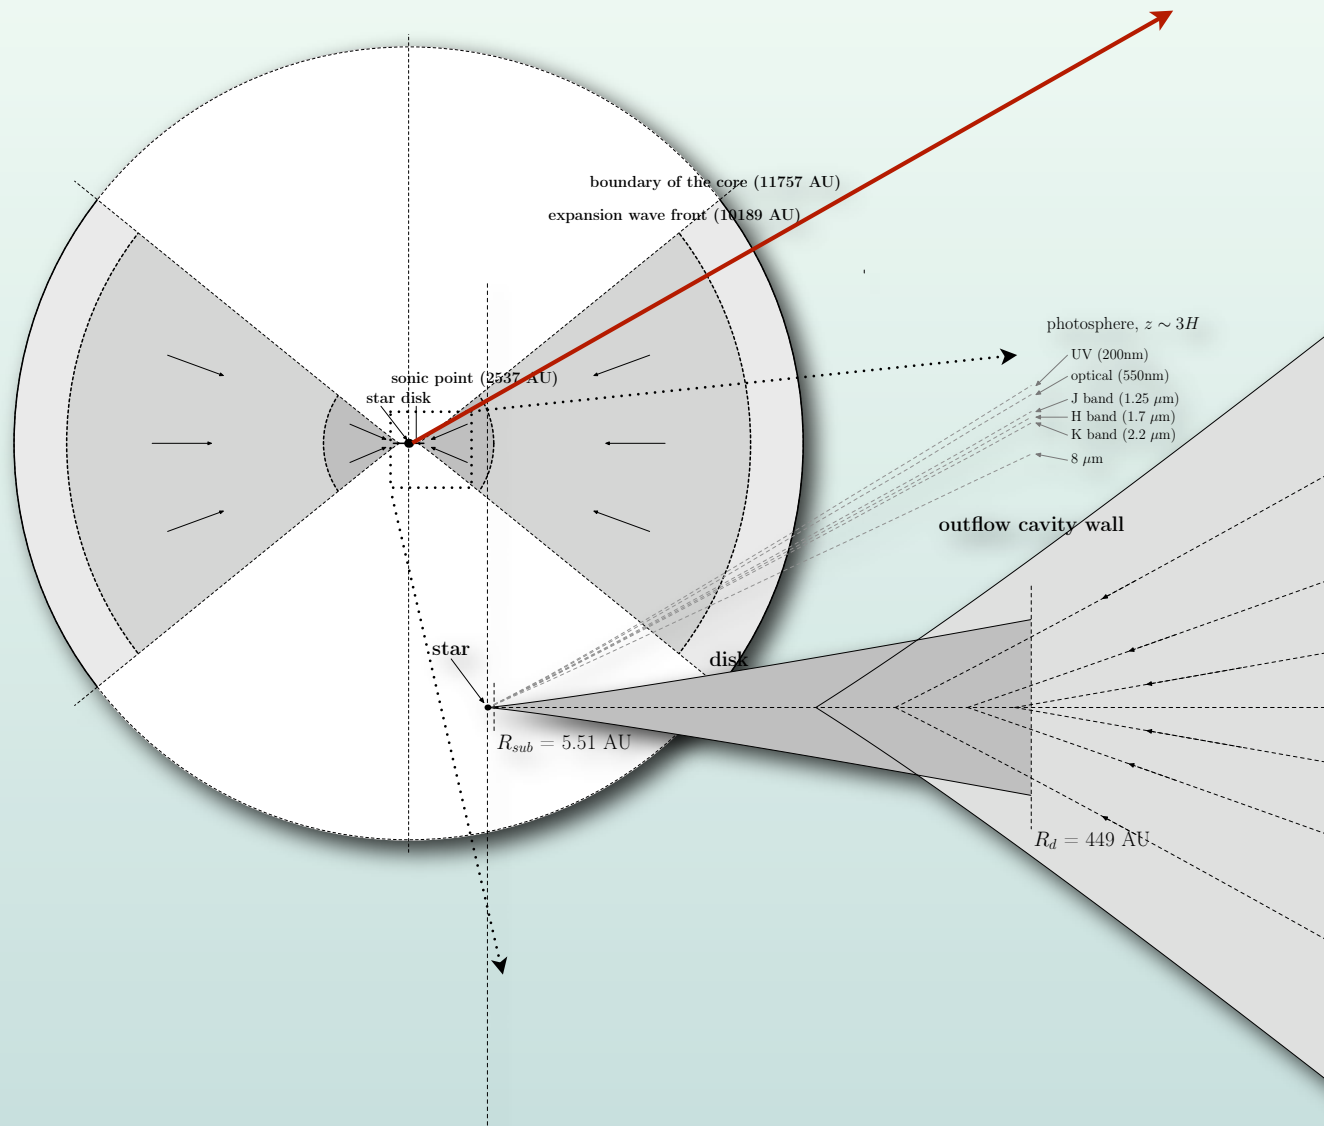 boundary of the core (11757 AU)
expansion wave front (10189 AU)
photosphere, z ∼ 3H
UV (200nm)
optical (550nm)
sonic point (2537 AU)
star disk
J band (1.25 μm)
H band (1.7 μm)
K band (2.2 μm)
8 μm
outflow cavity wall
star
disk
R_sub = 5.51 AU
R_d = 449 AU